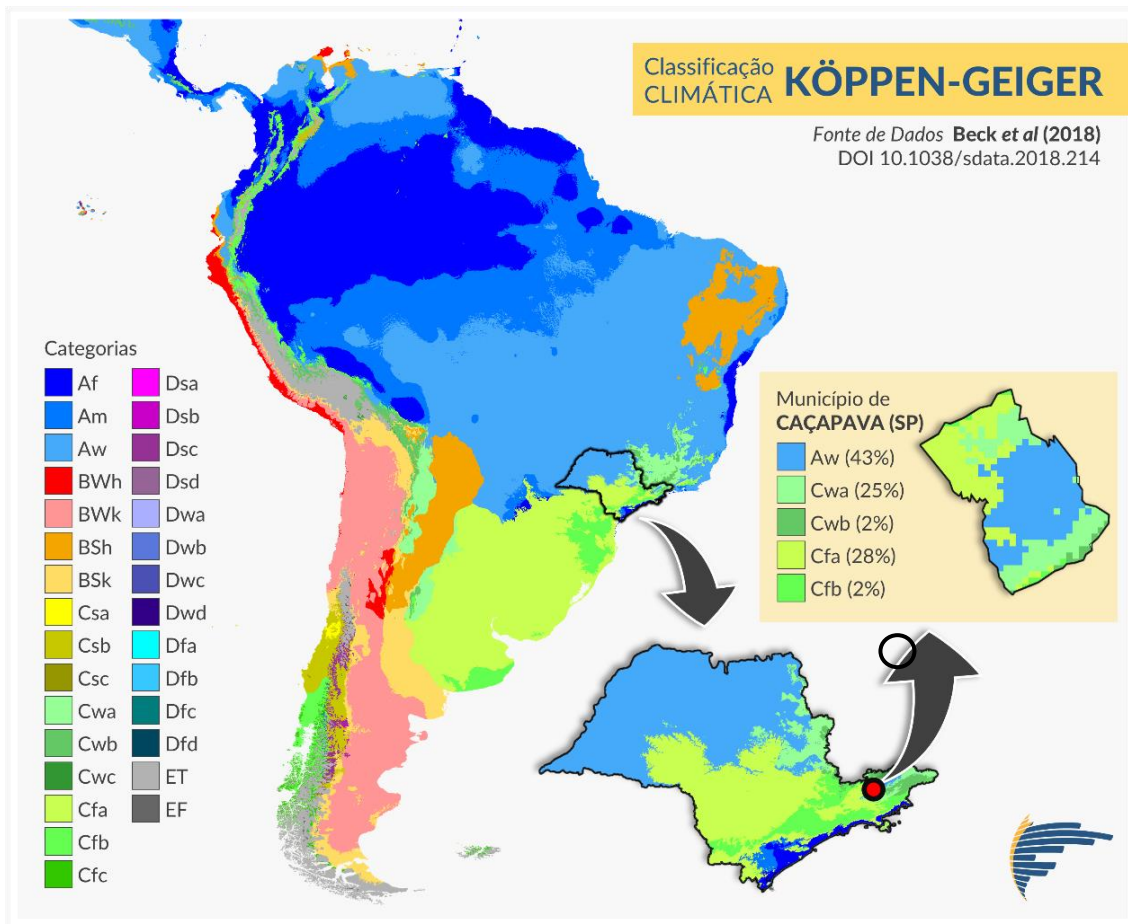 Classificação
CLIMÁTICA KÖPPEN-GEIGER
Fonte de Dados Beck et al (2018)
DOI 10.1038/sdata.2018.214
Categorias
Af
Am
Aw
BWh
BWk
BSh
BSk
Csa
Csb
Csc
Cwa
Cwb
Cwc
Cfa
Cfb
Cfc
Dsa
Dsb
Dsc
Dsd
Dwa
Dwb
Dwc
Dwd
Dfa
Dfb
Dfc
Dfd
ET
EF
Município de
CAÇAPAVA (SP)
Aw (43%)
Cwa (25%)
Cwb (2%)
Cfa (28%)
Cfb (2%)